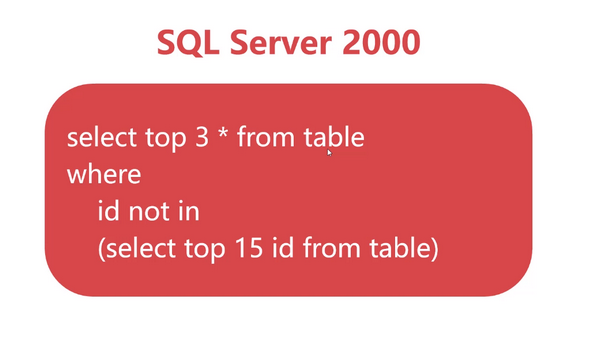 SQL Server 2000
select top 3 * from table
where
id not in
(select top 15 id from table)